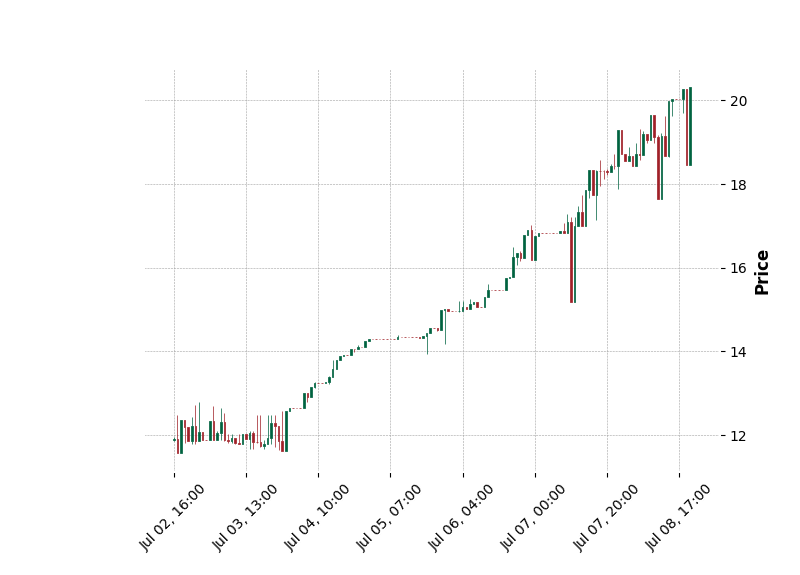 20
18
16
14
12
Price
Jul 02, 16:00
Jul 03, 13:00
Jul 04, 10:00
Jul 05, 07:00
Jul 06, 04:00
Jul 07, 00:00
Jul 07, 20:00
Jul 08, 17:00